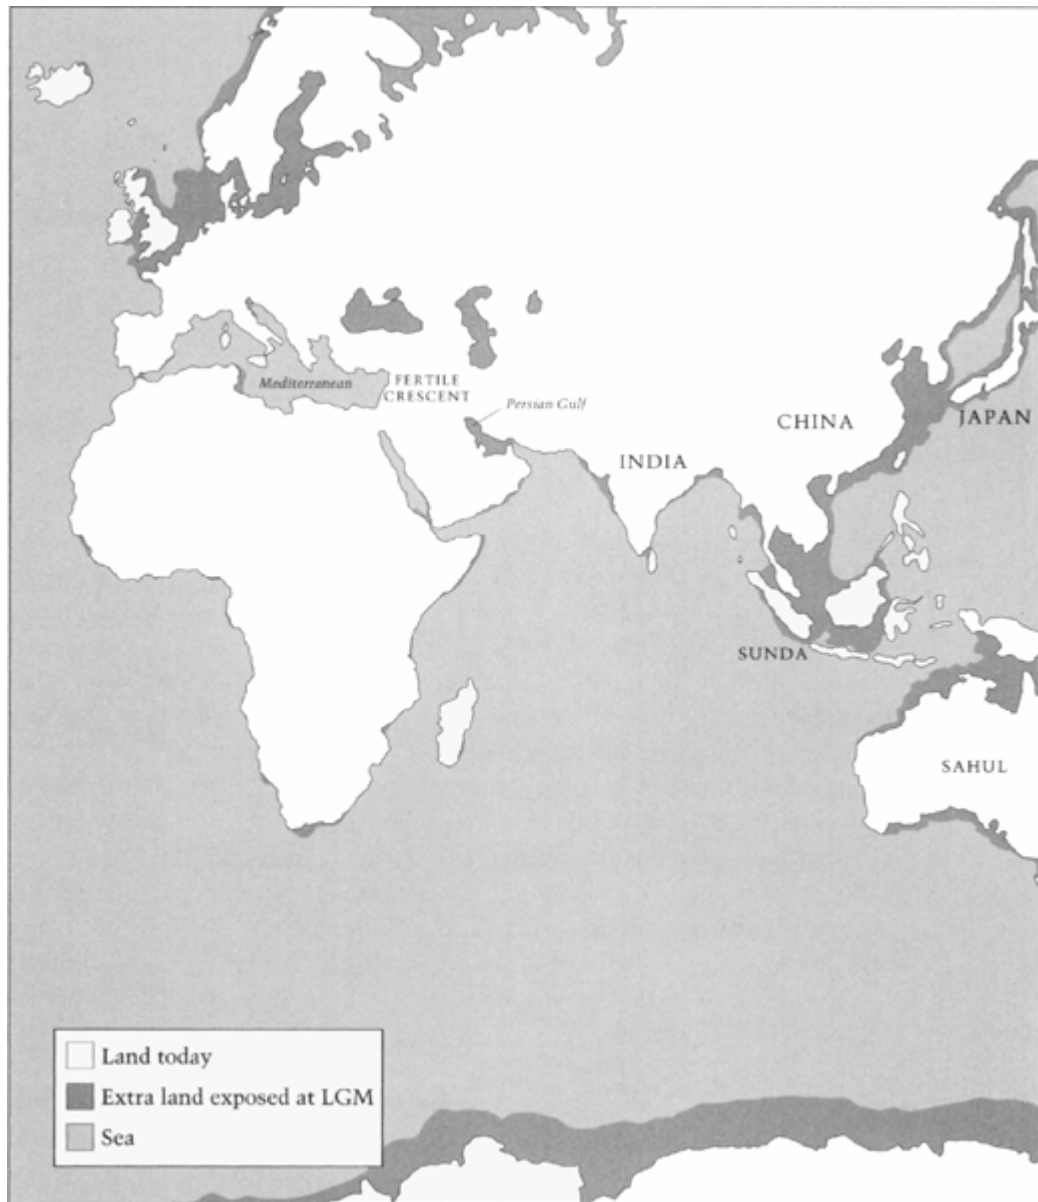 Mediterranean
FERTILE
CRESCENT
Persian Gulf
INDIA
CHINA
JAPAN
SUNDA
SAHUL
Land today
Extra land exposed at LGM
Sea